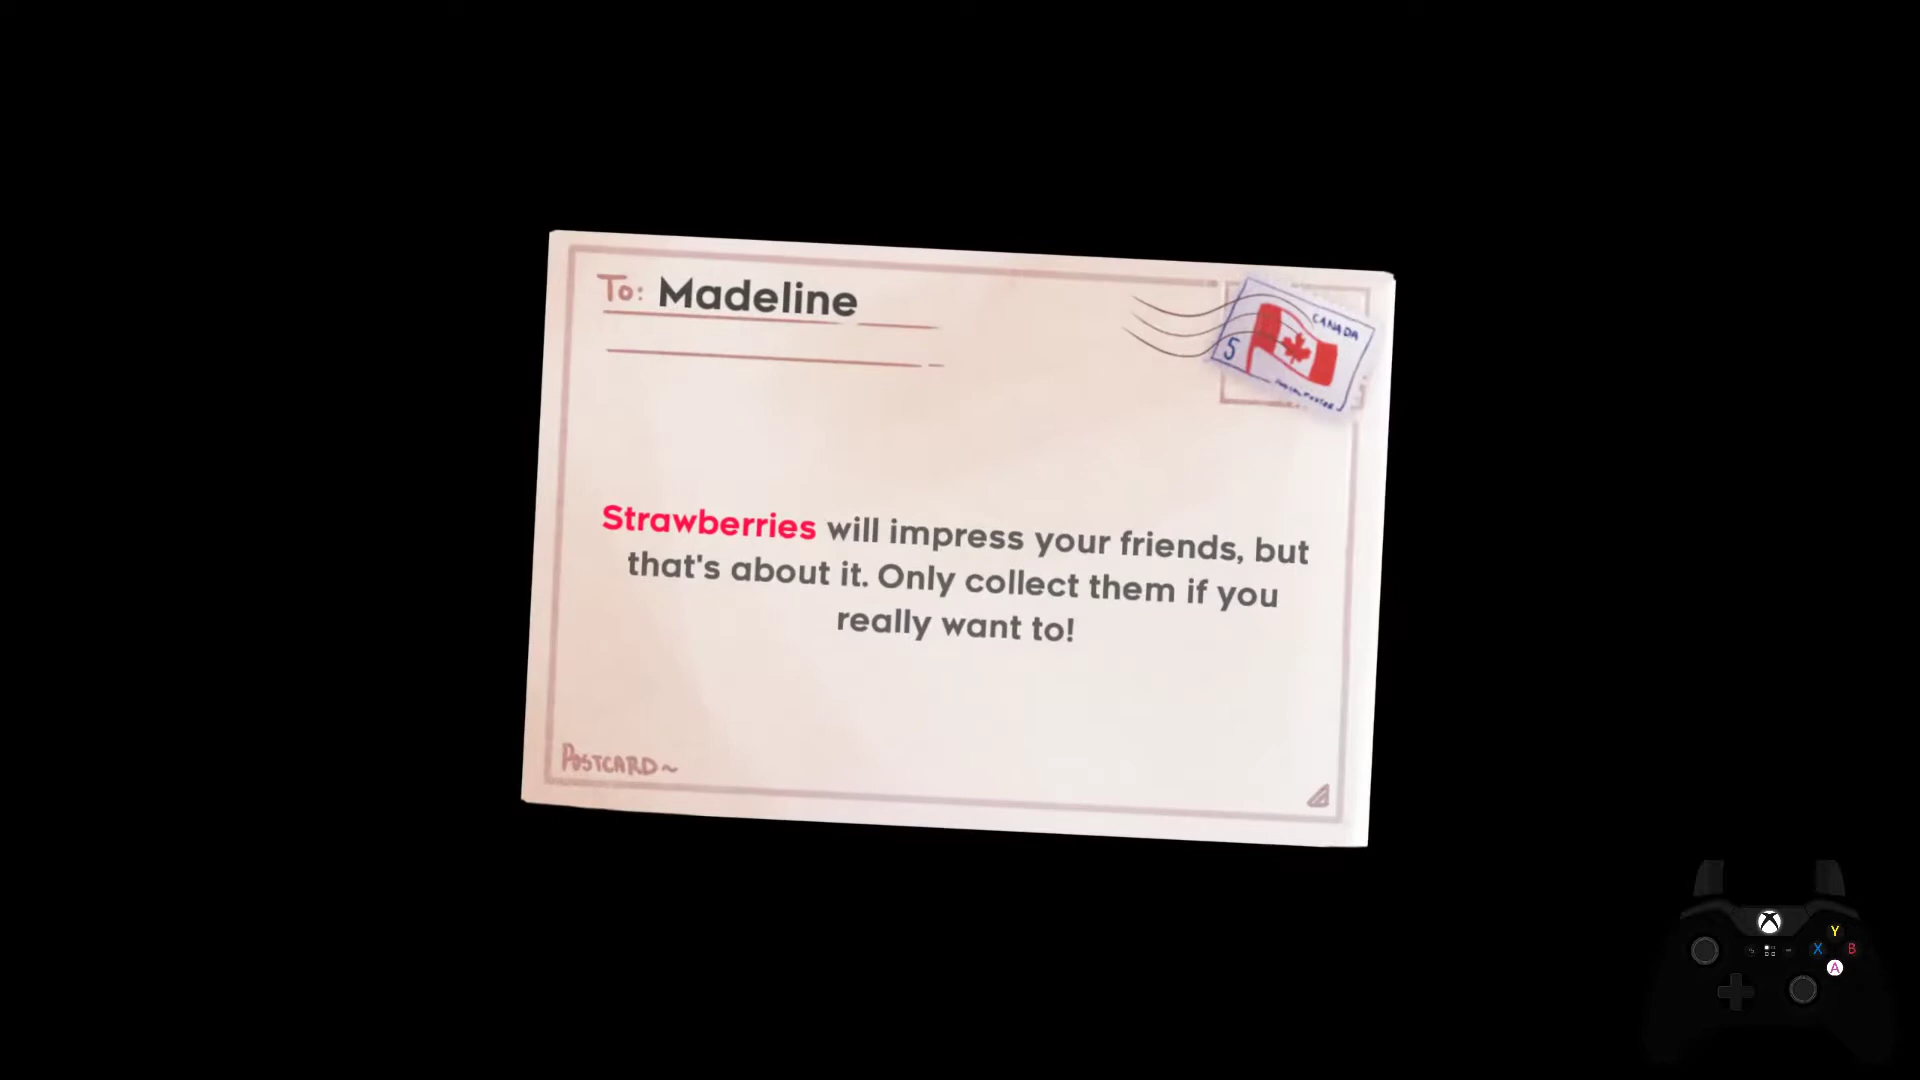 To: Madeline
CANADA
5
Strawberries will impress your friends, but
that's about it. Only collect them if you
really want to!
POSTCARD~
Y
X B
A